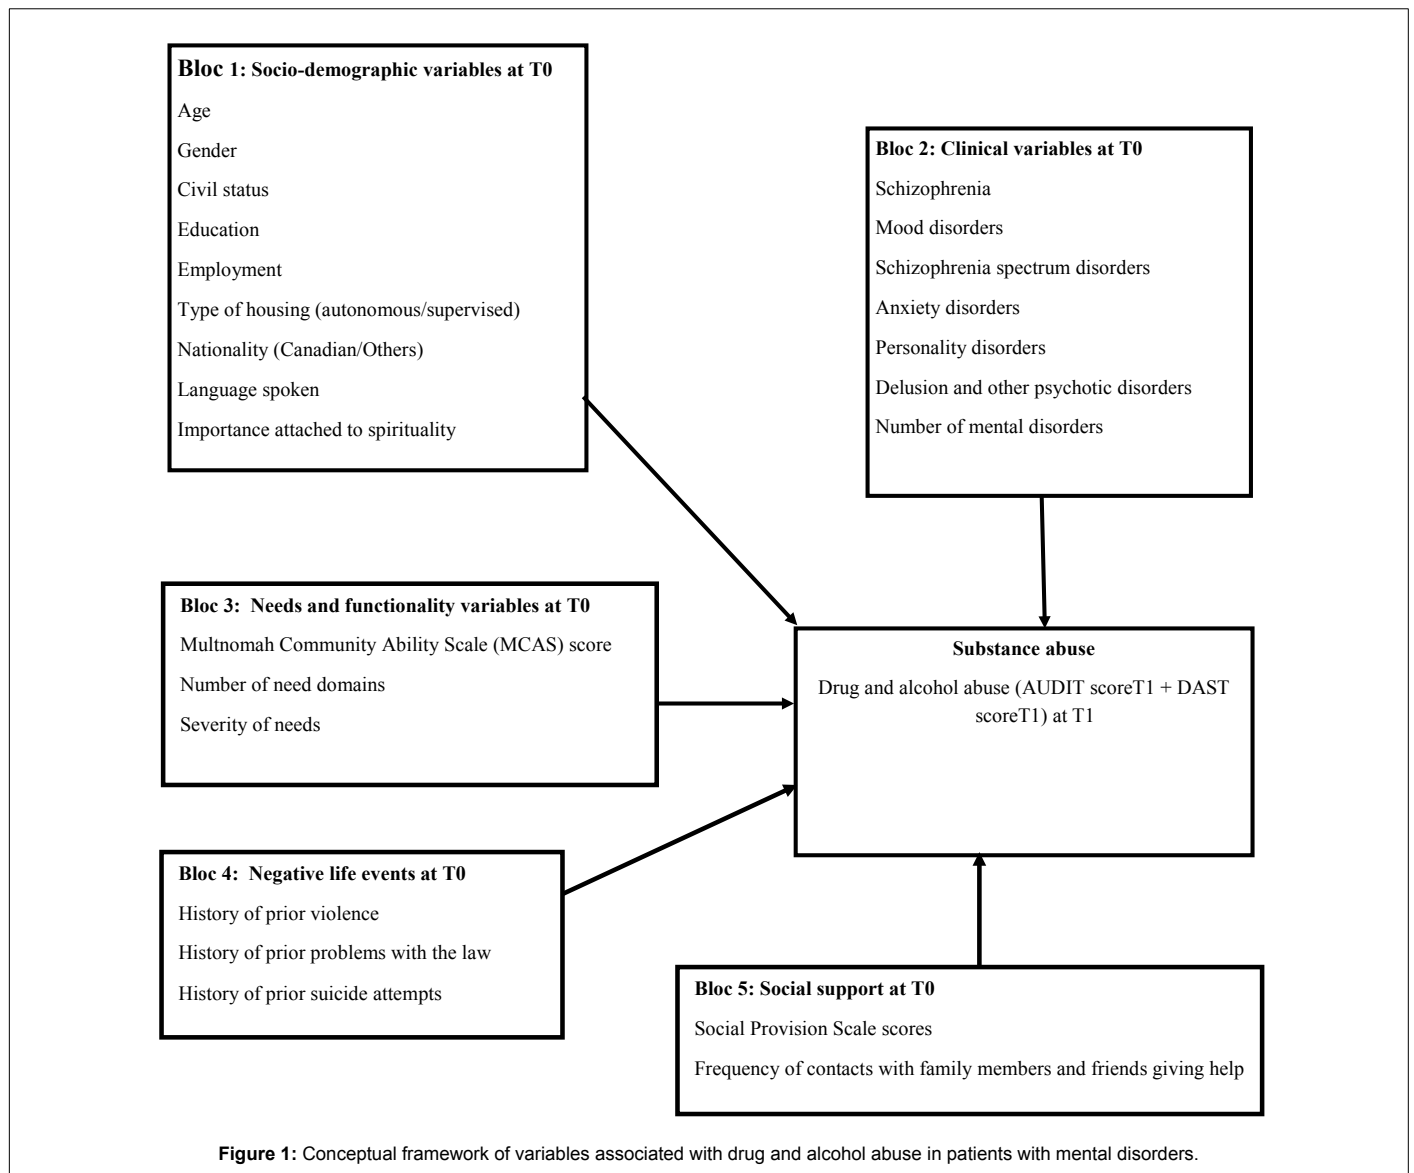 Bloc 1: Socio-demographic variables at T0
Age
Gender
Civil status
Education
Employment
Type of housing (autonomous/supervised)
Nationality (Canadian/Others)
Language spoken
Importance attached to spirituality
Bloc 2: Clinical variables at T0
Schizophrenia
Mood disorders
Schizophrenia spectrum disorders
Anxiety disorders
Personality disorders
Delusion and other psychotic disorders
Number of mental disorders
Bloc 3: Needs and functionality variables at T0
Multnomah Community Ability Scale (MCAS) score
Number of need domains
Severity of needs
Substance abuse
Drug and alcohol abuse (AUDIT scoreT1 + DAST
scoreT1) at T1
Bloc 4: Negative life events at T0
History of prior violence
History of prior problems with the law
History of prior suicide attempts
Bloc 5: Social support at T0
Social Provision Scale scores
Frequency of contacts with family members and friends giving help
Figure 1: Conceptual framework of variables associated with drug and alcohol abuse in patients with mental disorders.